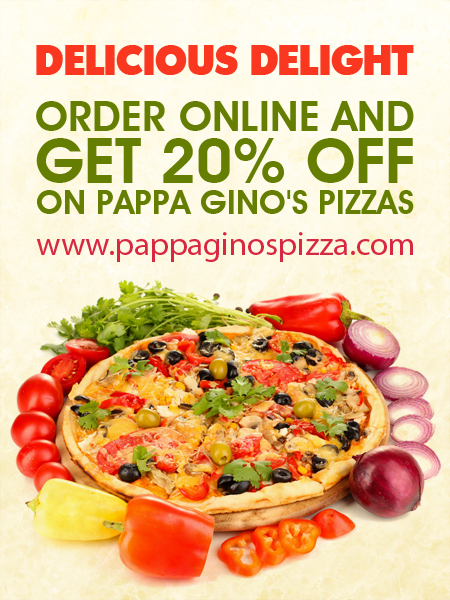 DELICIOUS DELIGHT
ORDER ONLINE AND
GET 20% OFF
ON PAPPA GINO'S PIZZAS
www.pappaginospizza.com